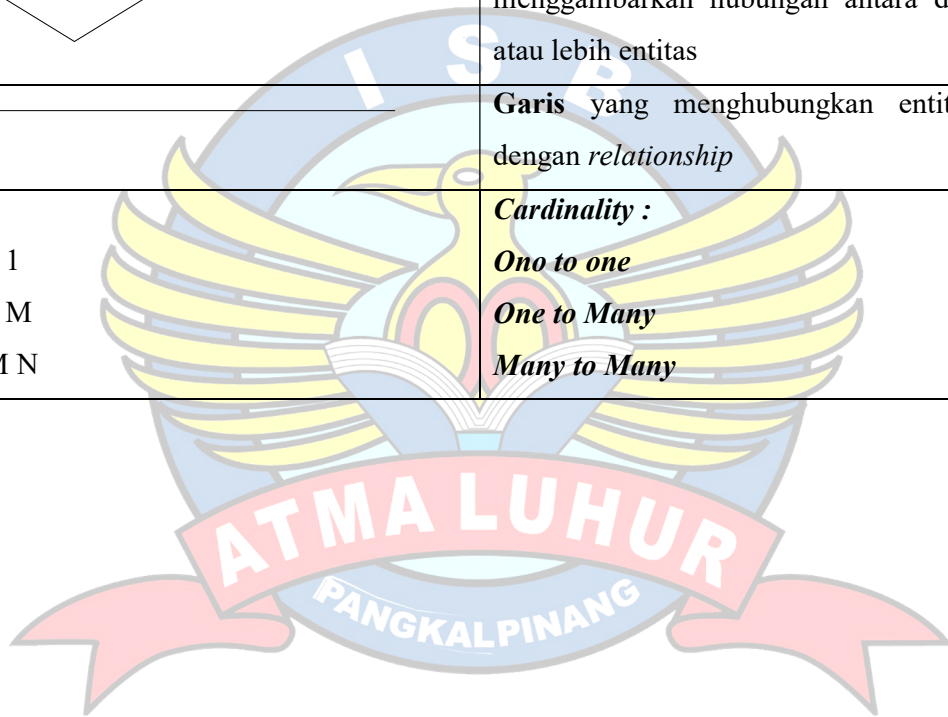 menggambarkan hubungan antara
atau lebih entitas
Garis yang menghubungkan
dengan relationship
Cardinality :
1 Ono to one
M One to Many
N Many to Many
I S B
ATMA LUHUR
PANGKALPINANG